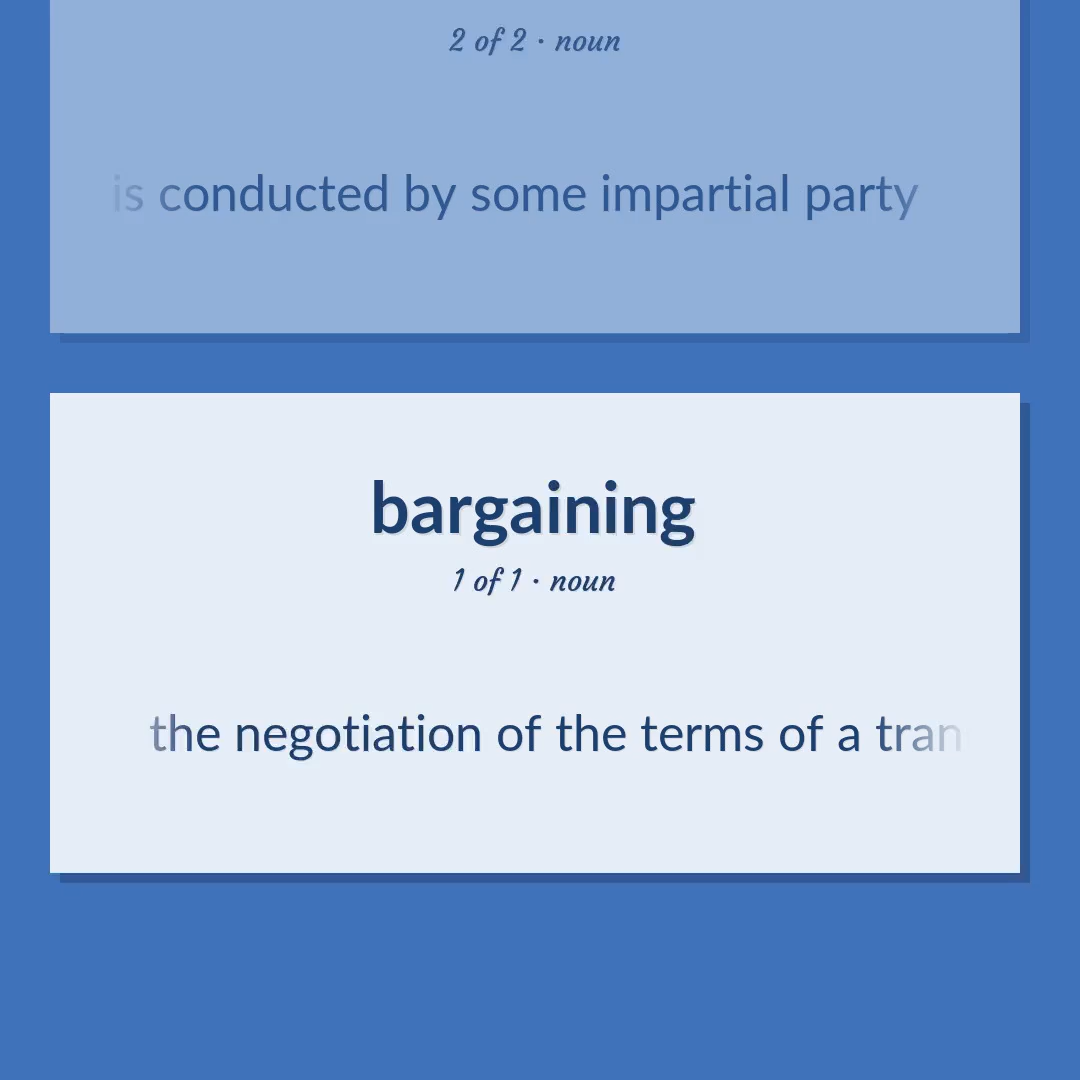 2 of 2 · noun
is conducted by some impartial party
bargaining
1 of 1 · noun
the negotiation of the terms of a tran